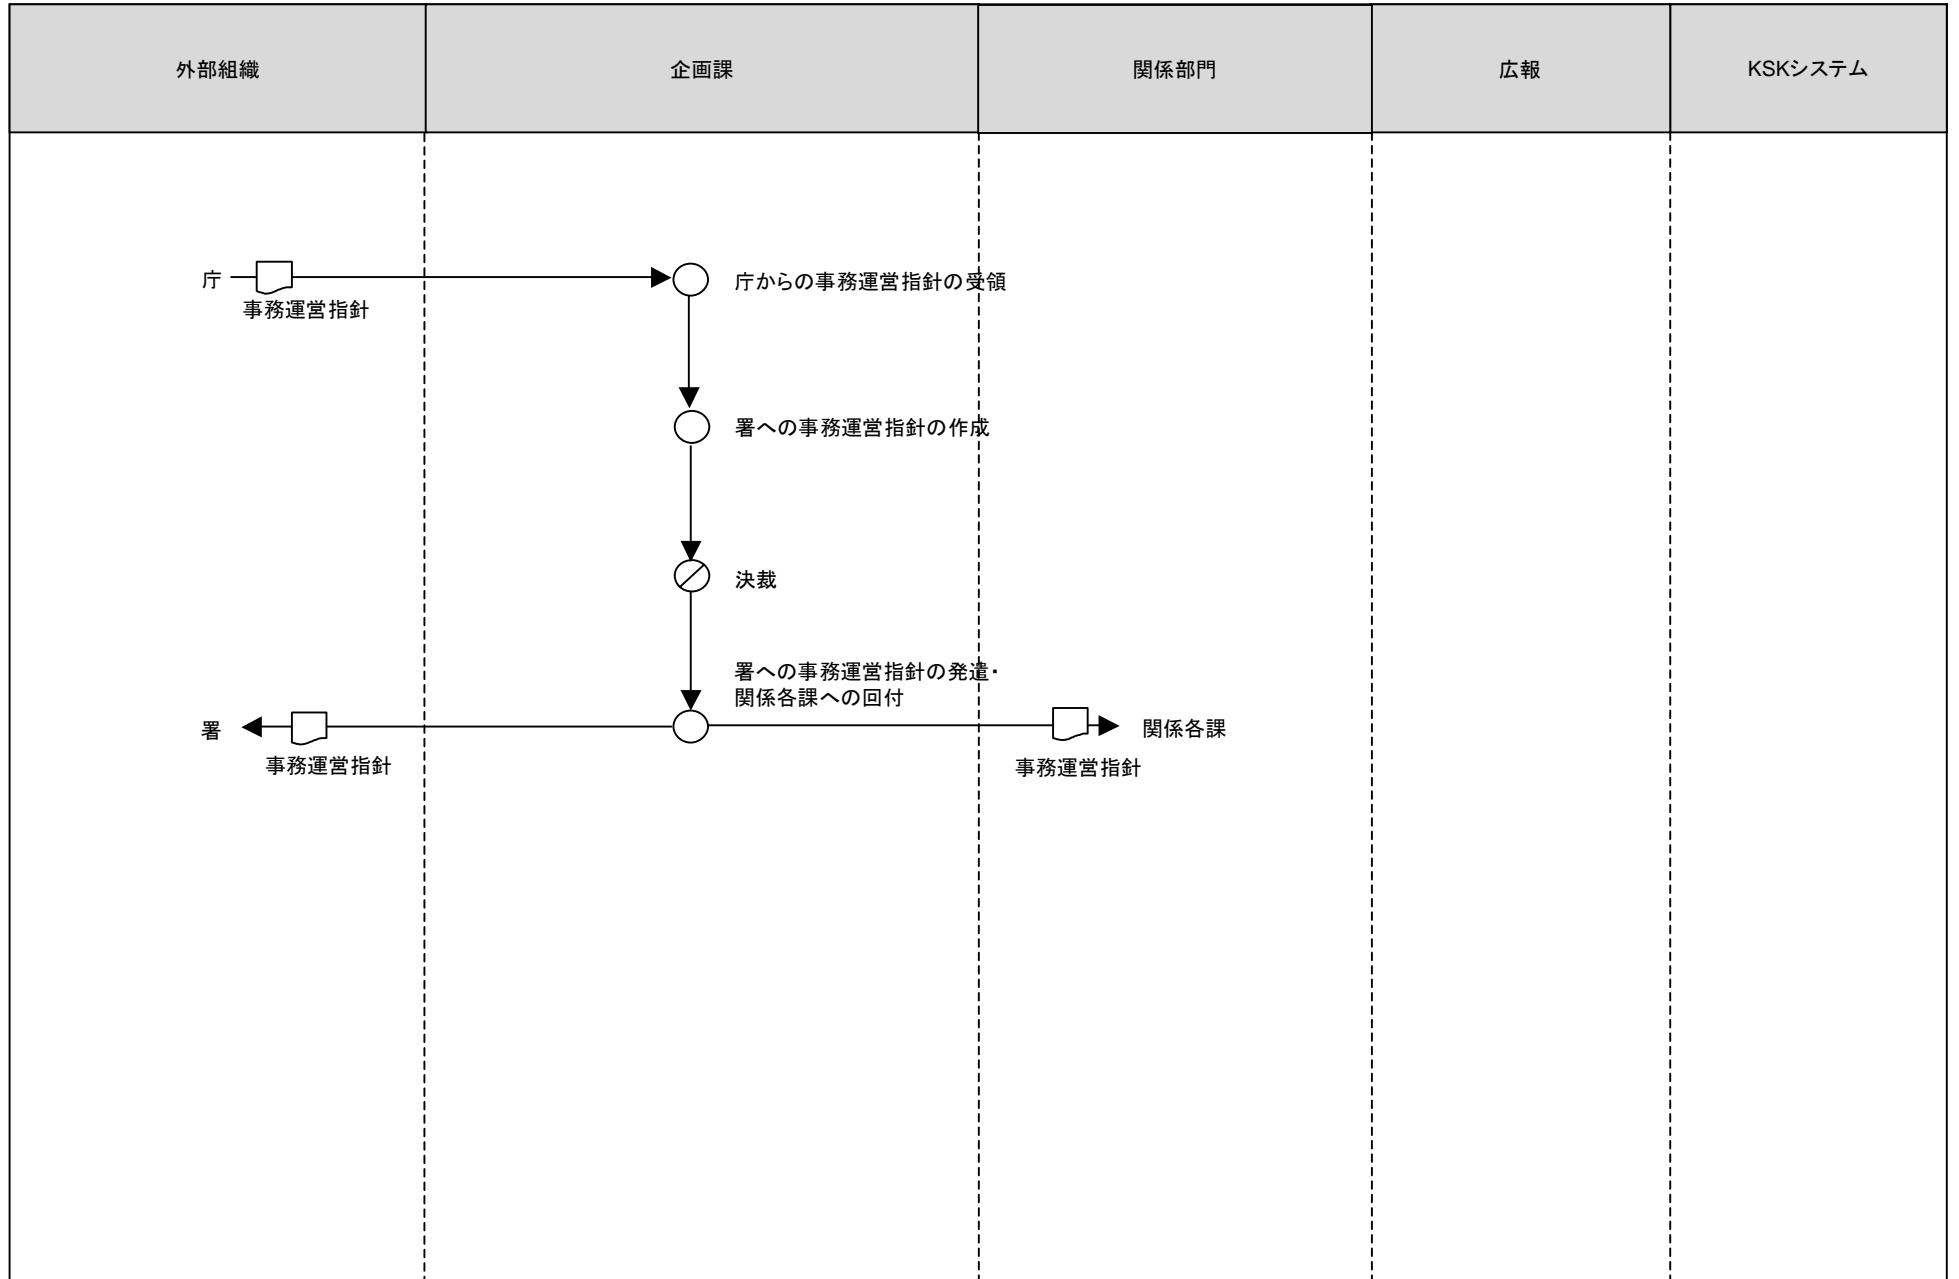 外部組織
企画課
関係部門
広報
KSKシステム
庁
事務運営指針
庁からの事務運営指針の受領
署への事務運営指針の作成
決裁
署への事務運営指針の発遣・
関係各課への回付
署
事務運営指針
関係各課
事務運営指針